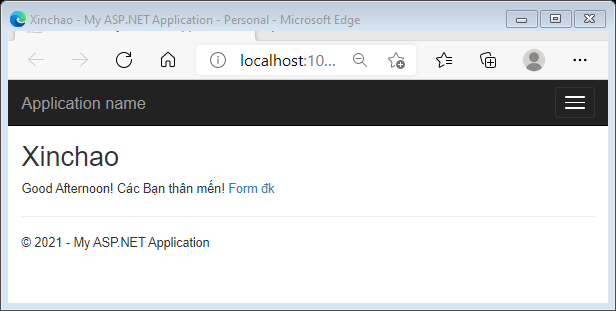 Xinchao - My ASP.NET Application - Personal - Microsoft Edge
localhost:10...
Application name
Xinchao
Good Afternoon! Các Bạn thân mến! Form đk
© 2021 - My ASP.NET Application